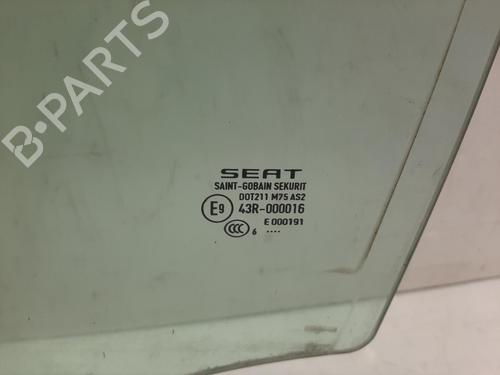 B-PARTS
SEAT
SAINT-GOBAIN SEKURIT
DOT211 M75 AS2
E9 43R-000016
E 000191
CCC 6 ....